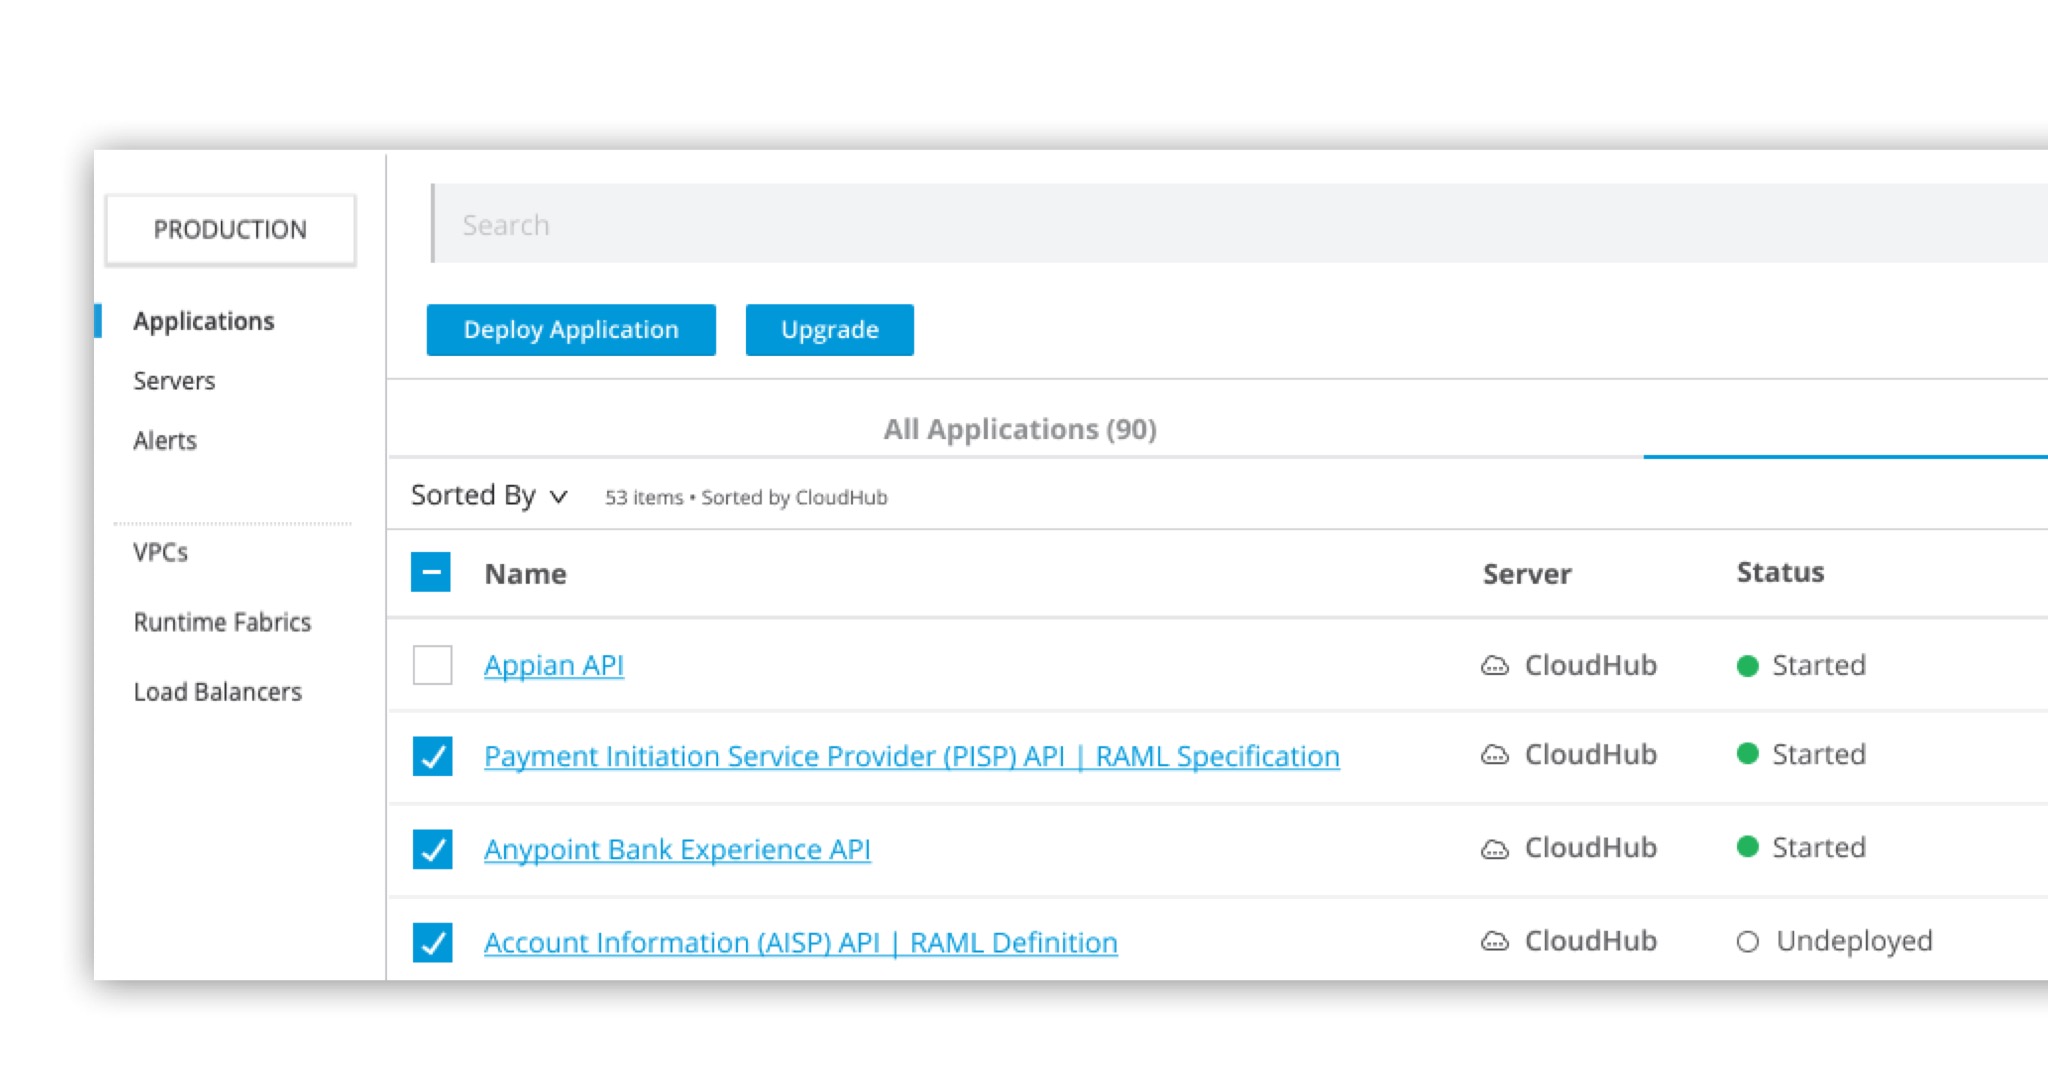 PRODUCTION
Applications
Servers
Alerts
VPCs
Runtime Fabrics
Load Balancers
Search
Deploy Application Upgrade
All Applications (90)
Sorted By 53 items • Sorted by CloudHub
Name Server Status
Appian API CloudHub Started
Payment Initiation Service Provider (PISP) API | RAML Specification CloudHub Started
Anypoint Bank Experience API CloudHub Started
Account Information (AISP) API | RAML Definition CloudHub Undeployed